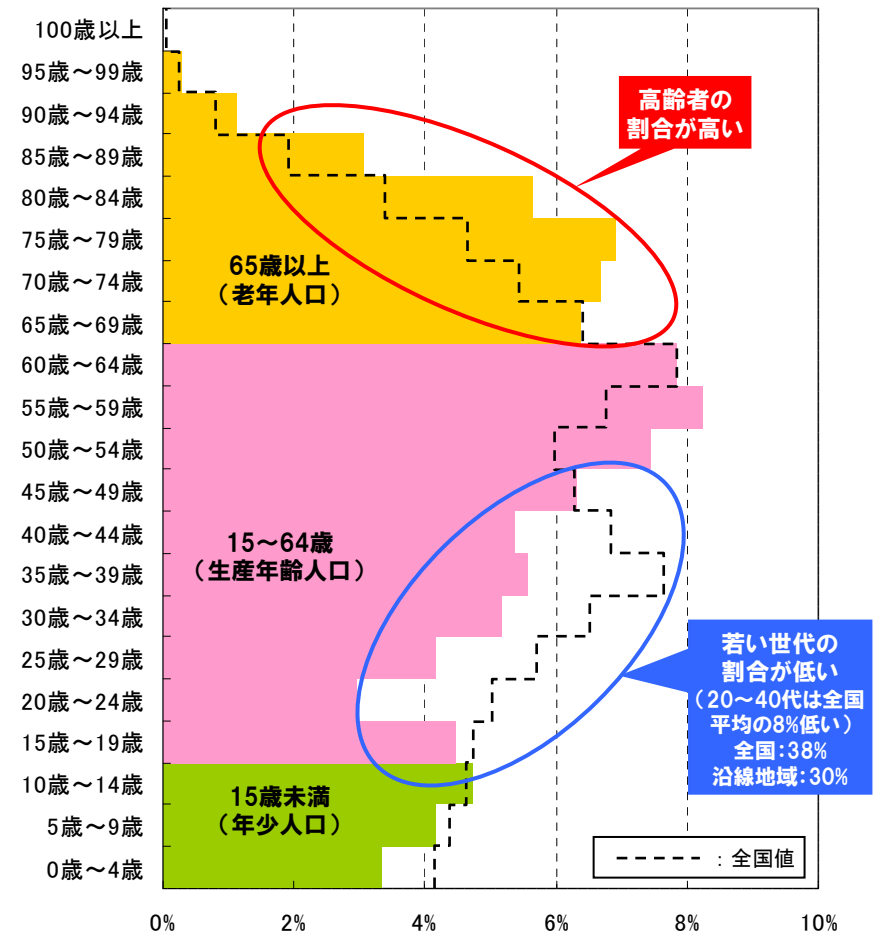 100歳以上
95歳～99歳
90歳～94歳
85歳～89歳
80歳～84歳
75歳～79歳
70歳～74歳
65歳～69歳
60歳～64歳
55歳～59歳
50歳～54歳
45歳～49歳
40歳～44歳
35歳～39歳
30歳～34歳
25歳～29歳
20歳～24歳
15歳～19歳
10歳～14歳
5歳～9歳
0歳～4歳
高齢者の
割合が高い
65歳以上
（老年人口）
15～64歳
（生産年齢人口）
若い世代の
割合が低い
（20～40代は全国
平均の8%低い）
全国：38%
沿線地域：30%
15歳未満
（年少人口）
：全国値
0%
2%
4%
6%
8%
10%